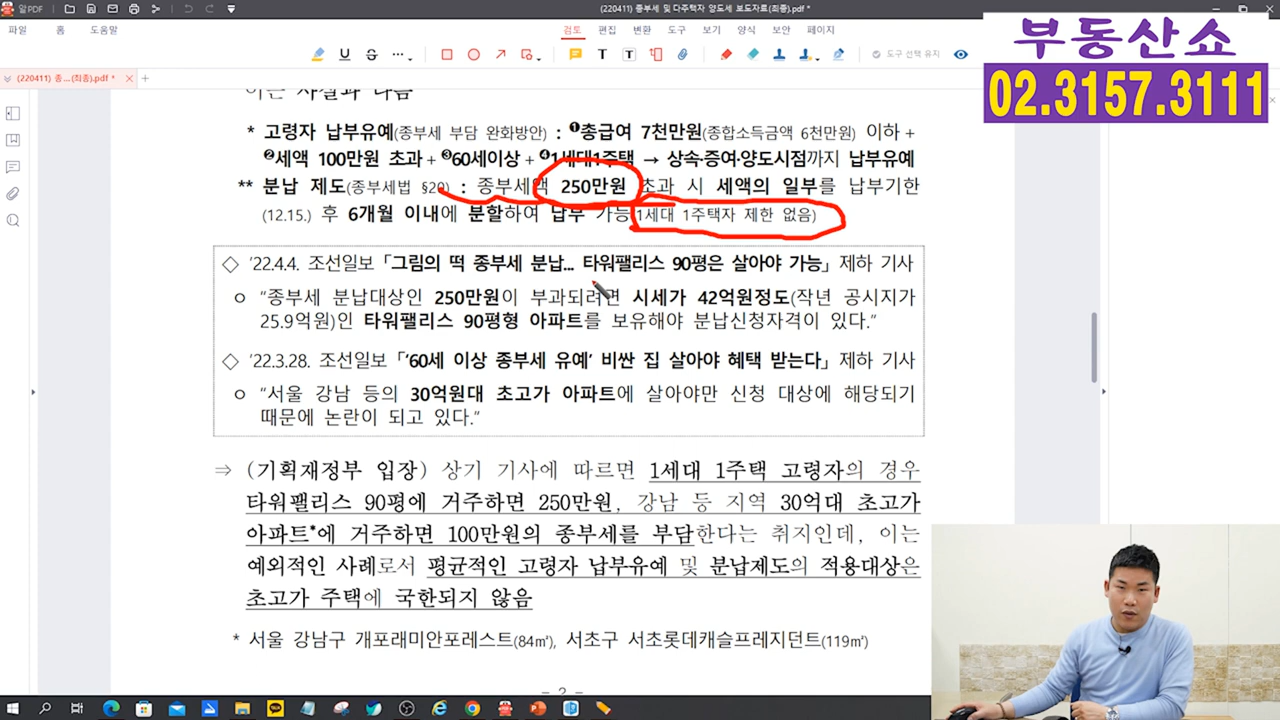 알PDF
(220411) 종부세 및 다주택자 양도세 보도자료(최종).pdf *
파일 홈 도움말
검토 편집 변환 도구 보기 양식 보안 페이지
도구 선택 유지
(220411) 종...(최종).pdf *
부동산쇼
02.3157.3111
이는 사실과 다름
* 고령자 납부유예(종부세 부담 완화방안) : ❶총급여 7천만원(종합소득금액 6천만원) 이하 +
❷세액 100만원 초과 + ❸60세이상 + ❹1세대1주택 → 상속·증여·양도시점까지 납부유예
** 분납 제도(종부세법 §20) : 종부세액 250만원 초과 시 세액의 일부를 납부기한
(12.15.) 후 6개월 이내에 분할하여 납부 가능(1세대 1주택자 제한 없음)
◇ ’22.4.4. 조선일보 「그림의 떡 종부세 분납... 타워팰리스 90평은 살아야 가능」 제하 기사
ㅇ “종부세 분납대상인 250만원이 부과되려면 시세가 42억원정도(작년 공시지가
25.9억원)인 타워팰리스 90평형 아파트를 보유해야 분납신청자격이 있다.”
◇ ’22.3.28. 조선일보 「‘60세 이상 종부세 유예’ 비싼 집 살아야 혜택 받는다」 제하 기사
ㅇ “서울 강남 등의 30억원대 초고가 아파트에 살아야만 신청 대상에 해당되기
때문에 논란이 되고 있다.”
⇒ (기획재정부 입장) 상기 기사에 따르면 1세대 1주택 고령자의 경우
타워팰리스 90평에 거주하면 250만원, 강남 등 지역 30억대 초고가
아파트*에 거주하면 100만원의 종부세를 부담한다는 취지인데, 이는
예외적인 사례로서 평균적인 고령자 납부유예 및 분납제도의 적용대상은
초고가 주택에 국한되지 않음
* 서울 강남구 개포래미안포레스트(84㎡), 서초구 서초롯데캐슬프레지던트(119㎡)
- 2 -